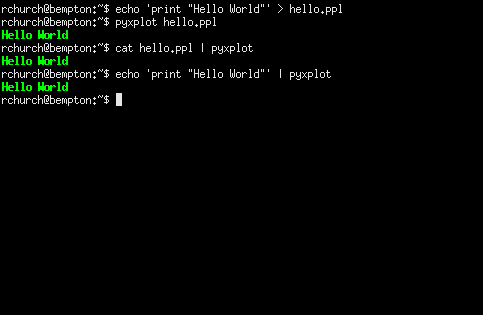 rchurch@bempton:~$ echo 'print "Hello World"' > hello.ppl
rchurch@bempton:~$ pyxplot hello.ppl
Hello World
rchurch@bempton:~$ cat hello.ppl | pyxplot
Hello World
rchurch@bempton:~$ echo 'print "Hello World"' | pyxplot
Hello World
rchurch@bempton:~$